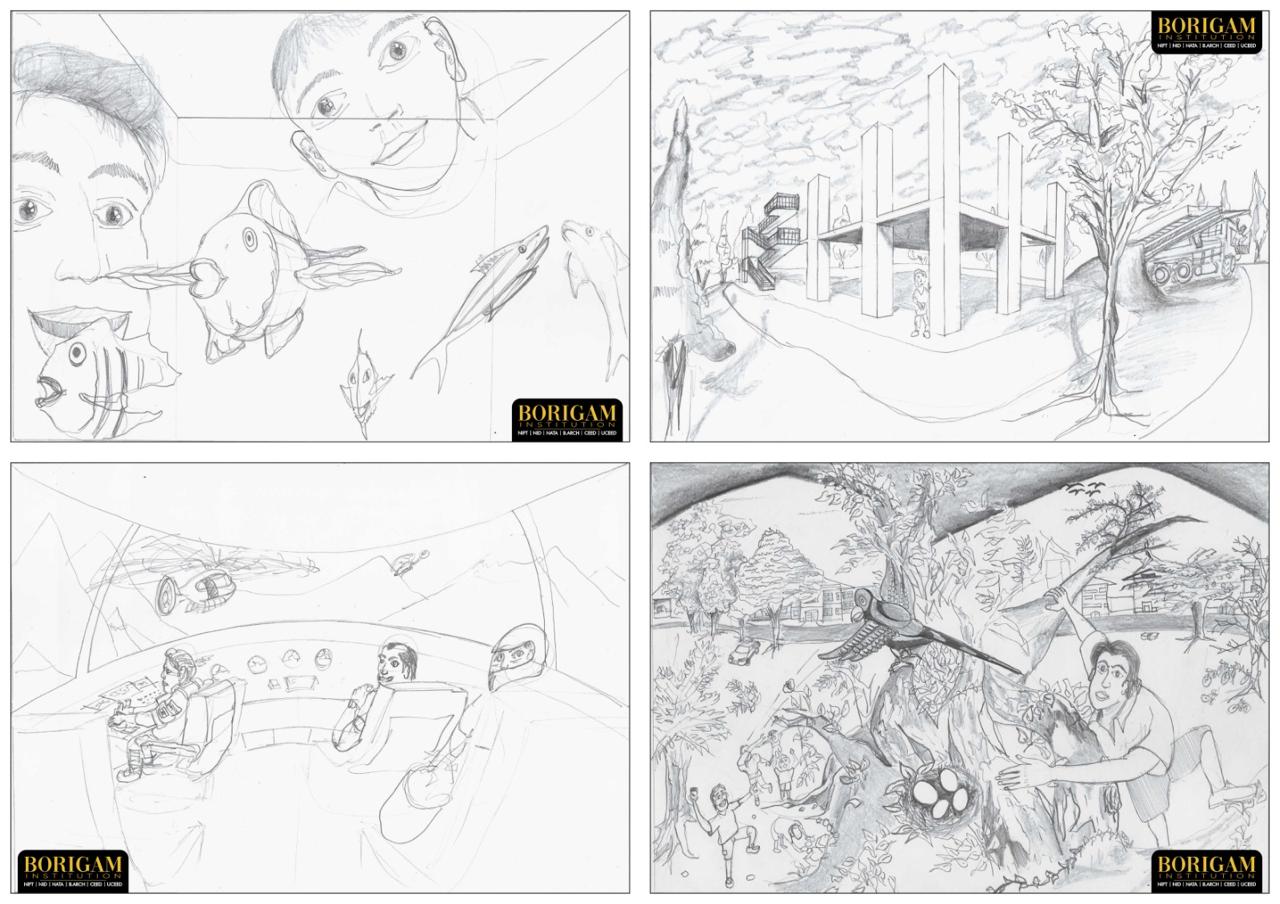 BORIGAM
INSTITUTION
NIFT | NID | NATA | B.ARCH | CEED | UCEED
BORIGAM
INSTITUTION
NIFT | NID | NATA | B.ARCH | CEED | UCEED
BORIGAM
INSTITUTION
NIFT | NID | NATA | B.ARCH | CEED | UCEED
BORIGAM
INSTITUTION
NIFT | NID | NATA | B.ARCH | CEED | UCEED